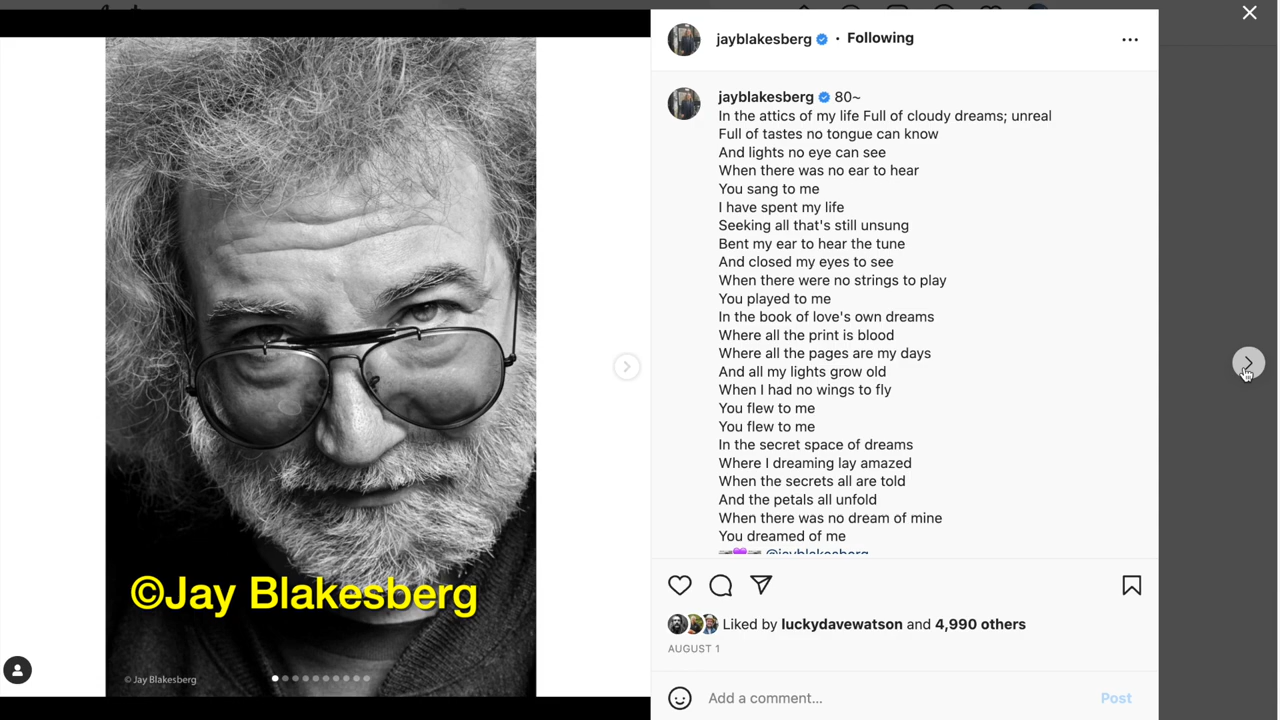 jayblakesberg • Following
jayblakesberg 80~
In the attics of my life Full of cloudy dreams; unreal
Full of tastes no tongue can know
And lights no eye can see
When there was no ear to hear
You sang to me
I have spent my life
Seeking all that's still unsung
Bent my ear to hear the tune
And closed my eyes to see
When there were no strings to play
You played to me
In the book of love's own dreams
Where all the print is blood
Where all the pages are my days
And all my lights grow old
When I had no wings to fly
You flew to me
You flew to me
In the secret space of dreams
Where I dreaming lay amazed
When the secrets all are told
And the petals all unfold
When there was no dream of mine
You dreamed of me
@jayblakesberg
©Jay Blakesberg
© Jay Blakesberg
Liked by luckydavewatson and 4,990 others
AUGUST 1
Add a comment...
Post